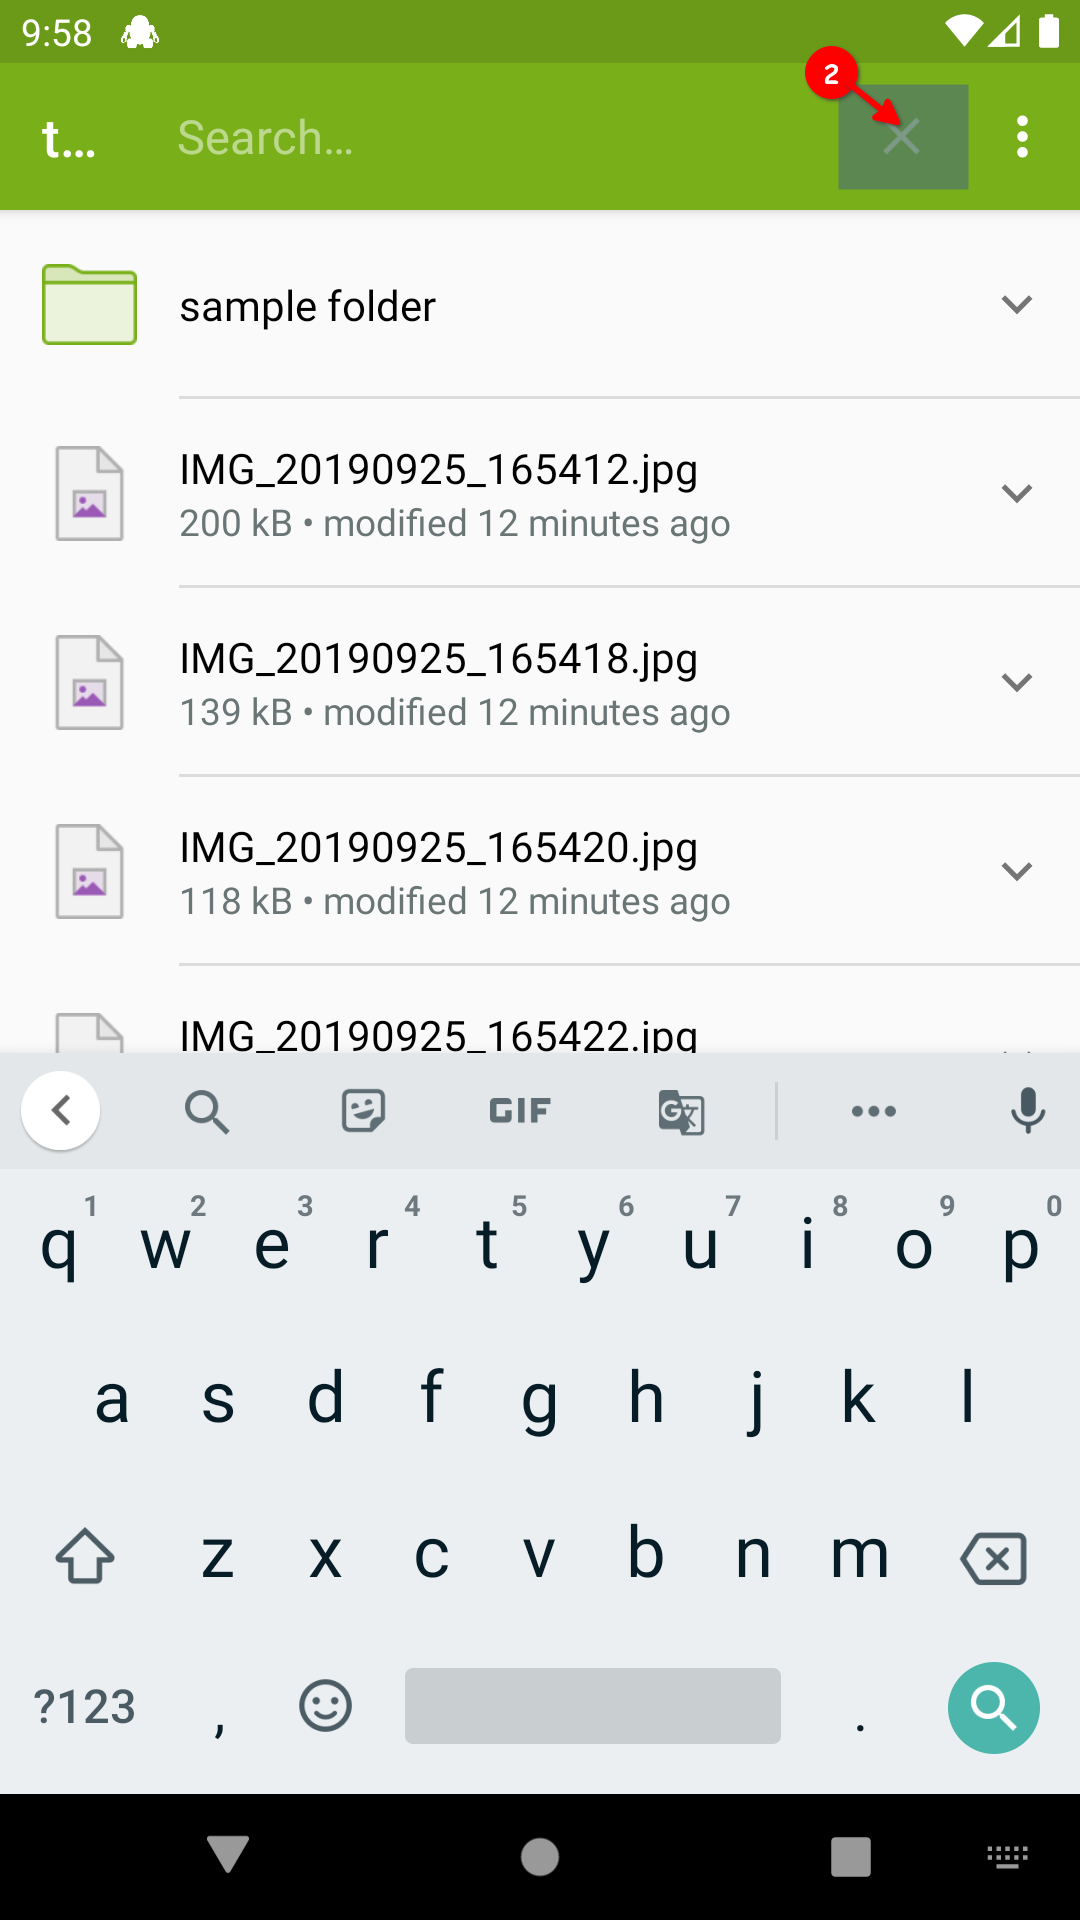 9:58
2
t... Search...
sample folder
IMG_20190925_165412.jpg
200 kB • modified 12 minutes ago
IMG_20190925_165418.jpg
139 kB • modified 12 minutes ago
IMG_20190925_165420.jpg
118 kB • modified 12 minutes ago
IMG_20190925_165422.jpg
GIF G
1 2 3 4 5 6 7 8 9 0
q w e r t y u i o p
a s d f g h j k l
z x c v b n m
?123 , .